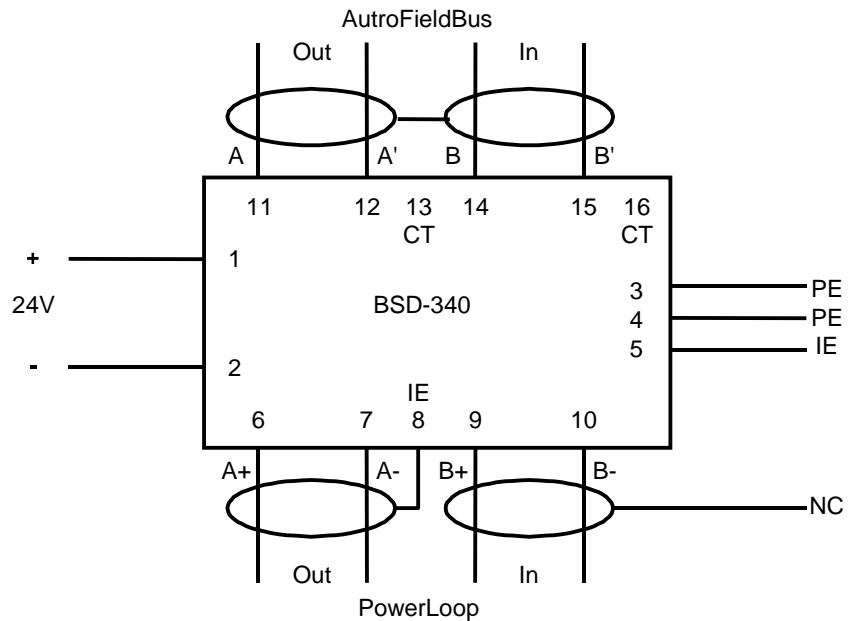 AutroFieldBus
Out In
A A' B B'
11 12 13 14 15 16
CT CT
+ 1
24V BSD-340 3 PE
4 PE
5 IE
- 2
IE
6 7 8 9 10
A+ A- B+ B-
NC
Out In
PowerLoop